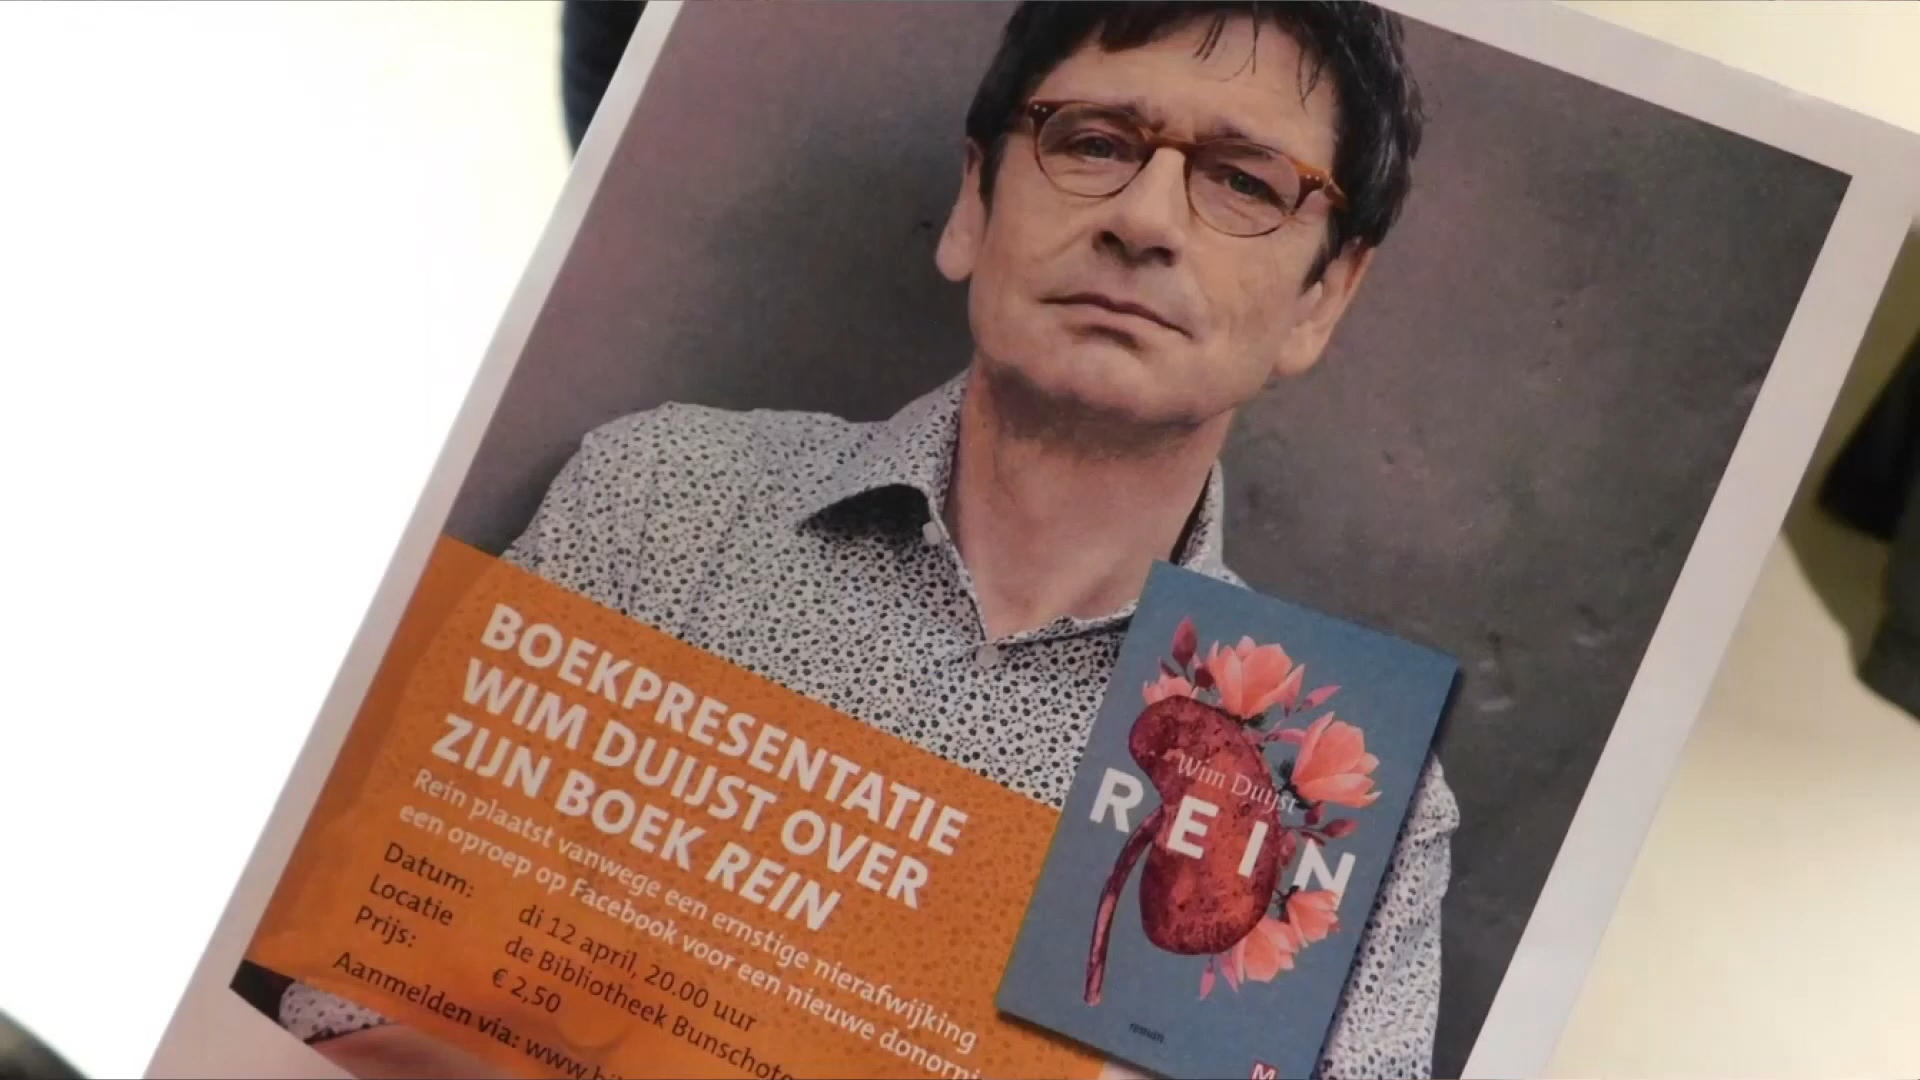 BOEKPRESENTATIE
WIM DUIJST OVER
ZIJN BOEK REIN
Rein plaatst vanwege een ernstige nierafwijking
een oproep op Facebook voor een nieuwe
Datum: di 12 april, 20.00 uur
Locatie de Bibliotheek
Prijs: € 2,50
Aanmelden via:
Wim Duijst
REIN
roman
M